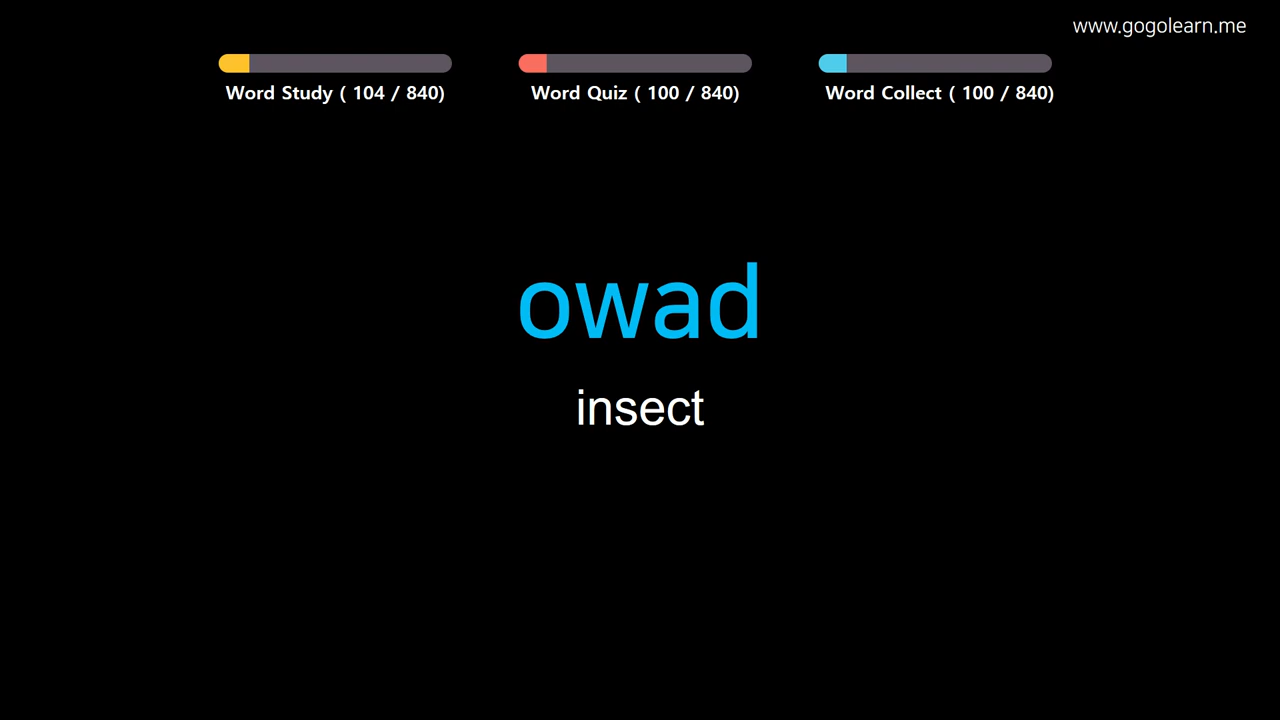 www.gogolearn.me
Word Study ( 104 / 840)
Word Quiz ( 100 / 840)
Word Collect ( 100 / 840)
owad
insect